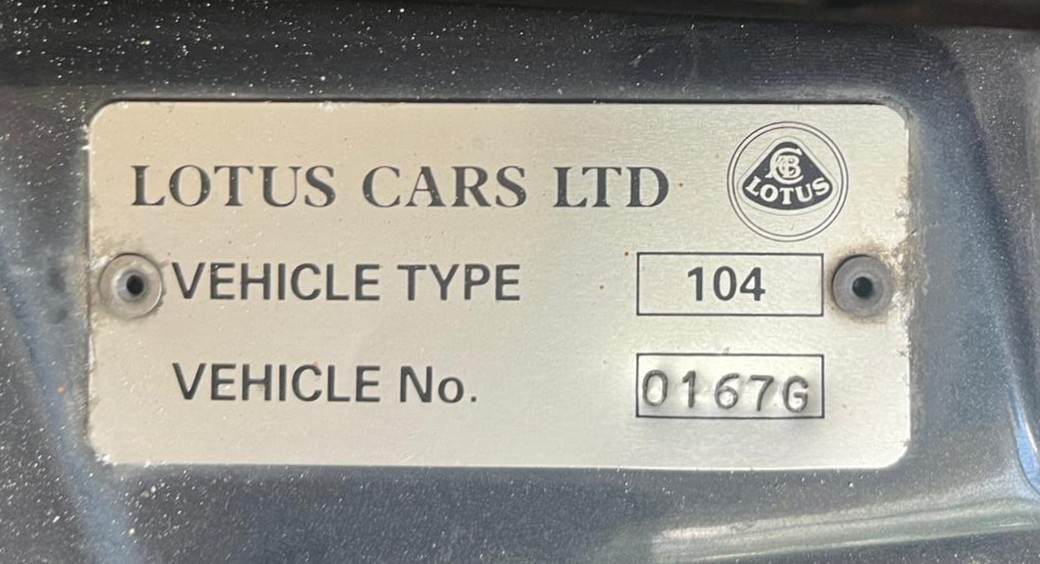 LOTUS CARS LTD
LOTUS
VEHICLE TYPE 104
VEHICLE No. 0167G